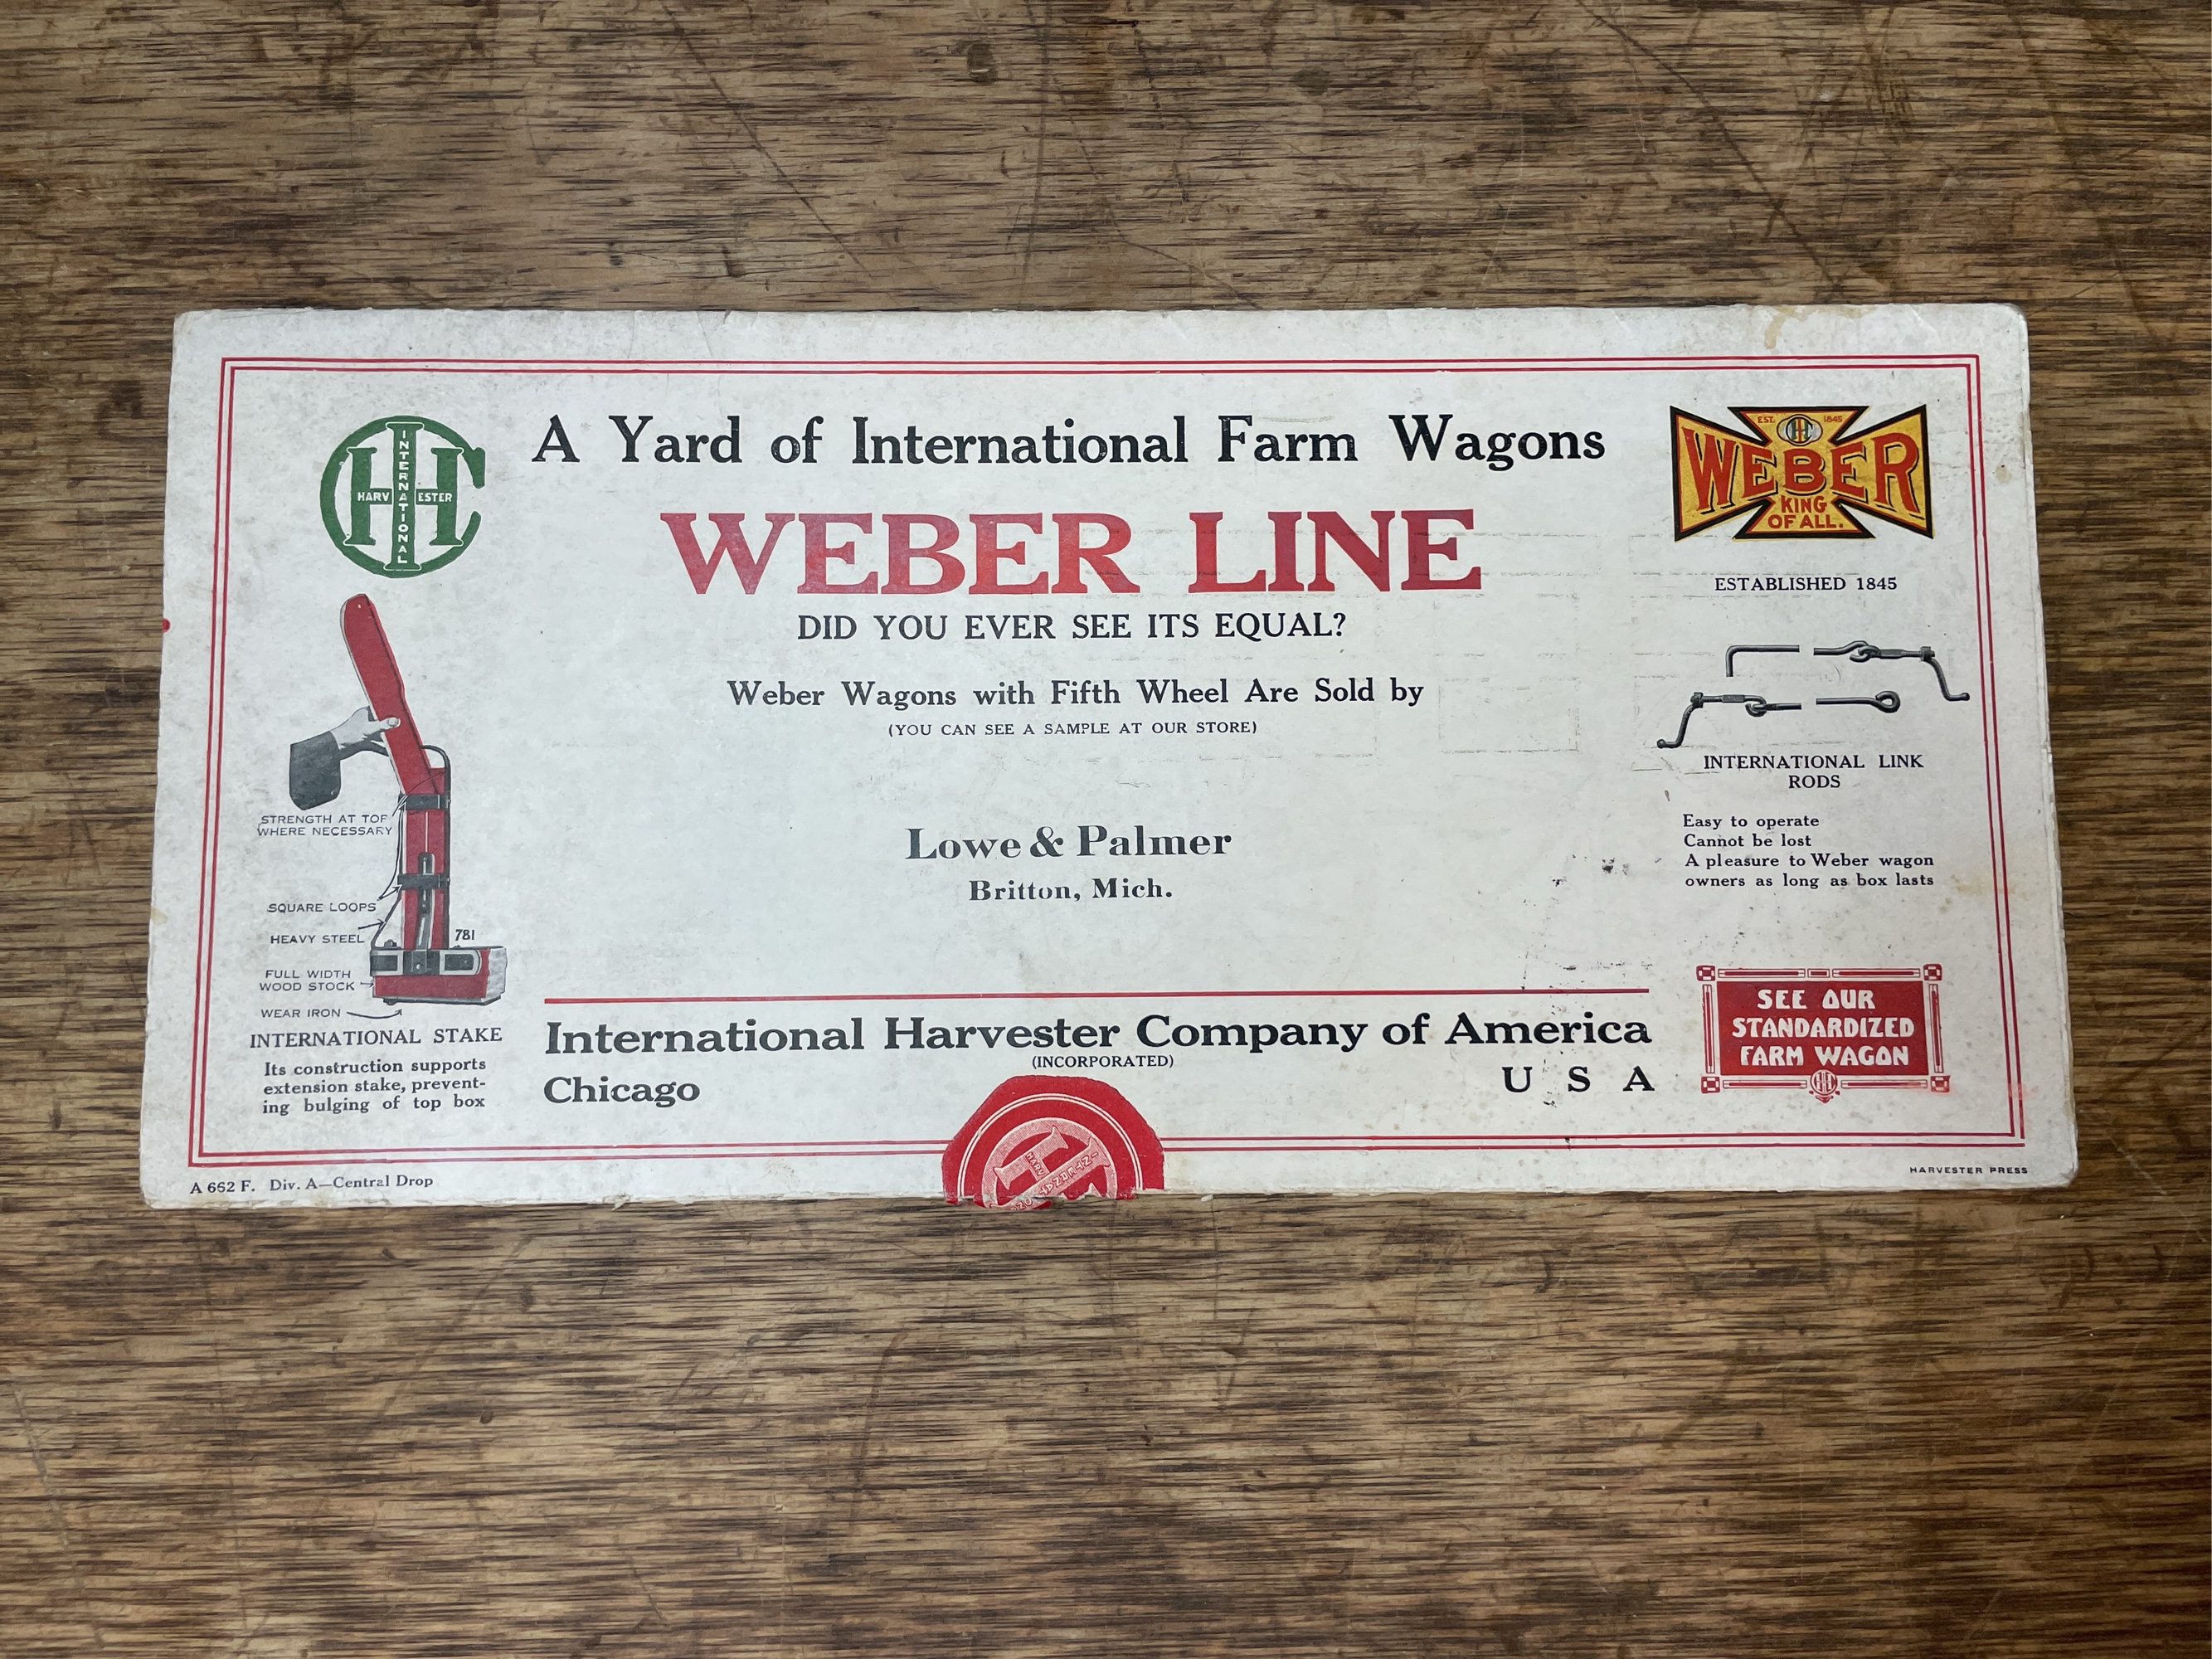 A Yard of International Farm Wagons
INTERNATIONAL
HARVESTER
EST. IHC 1845
WEBER
KING
OF ALL.
WEBER LINE
ESTABLISHED 1845
DID YOU EVER SEE ITS EQUAL?
Weber Wagons with Fifth Wheel Are Sold by
(YOU CAN SEE A SAMPLE AT OUR STORE)
Lowe & Palmer
Britton, Mich.
STRENGTH AT TOP
WHERE NECESSARY
SQUARE LOOPS
HEAVY STEEL
781
FULL WIDTH
WOOD STOCK
WEAR IRON
INTERNATIONAL STAKE
Its construction supports
extension stake, prevent-
ing bulging of top box
INTERNATIONAL LINK
RODS
Easy to operate
Cannot be lost
A pleasure to Weber wagon
owners as long as box lasts
International Harvester Company of America
(INCORPORATED)
Chicago
U S A
SEE OUR
STANDARDIZED
FARM WAGON
IHC
HARV
A 662 F. Div. A—Central Drop
HARVESTER PRESS